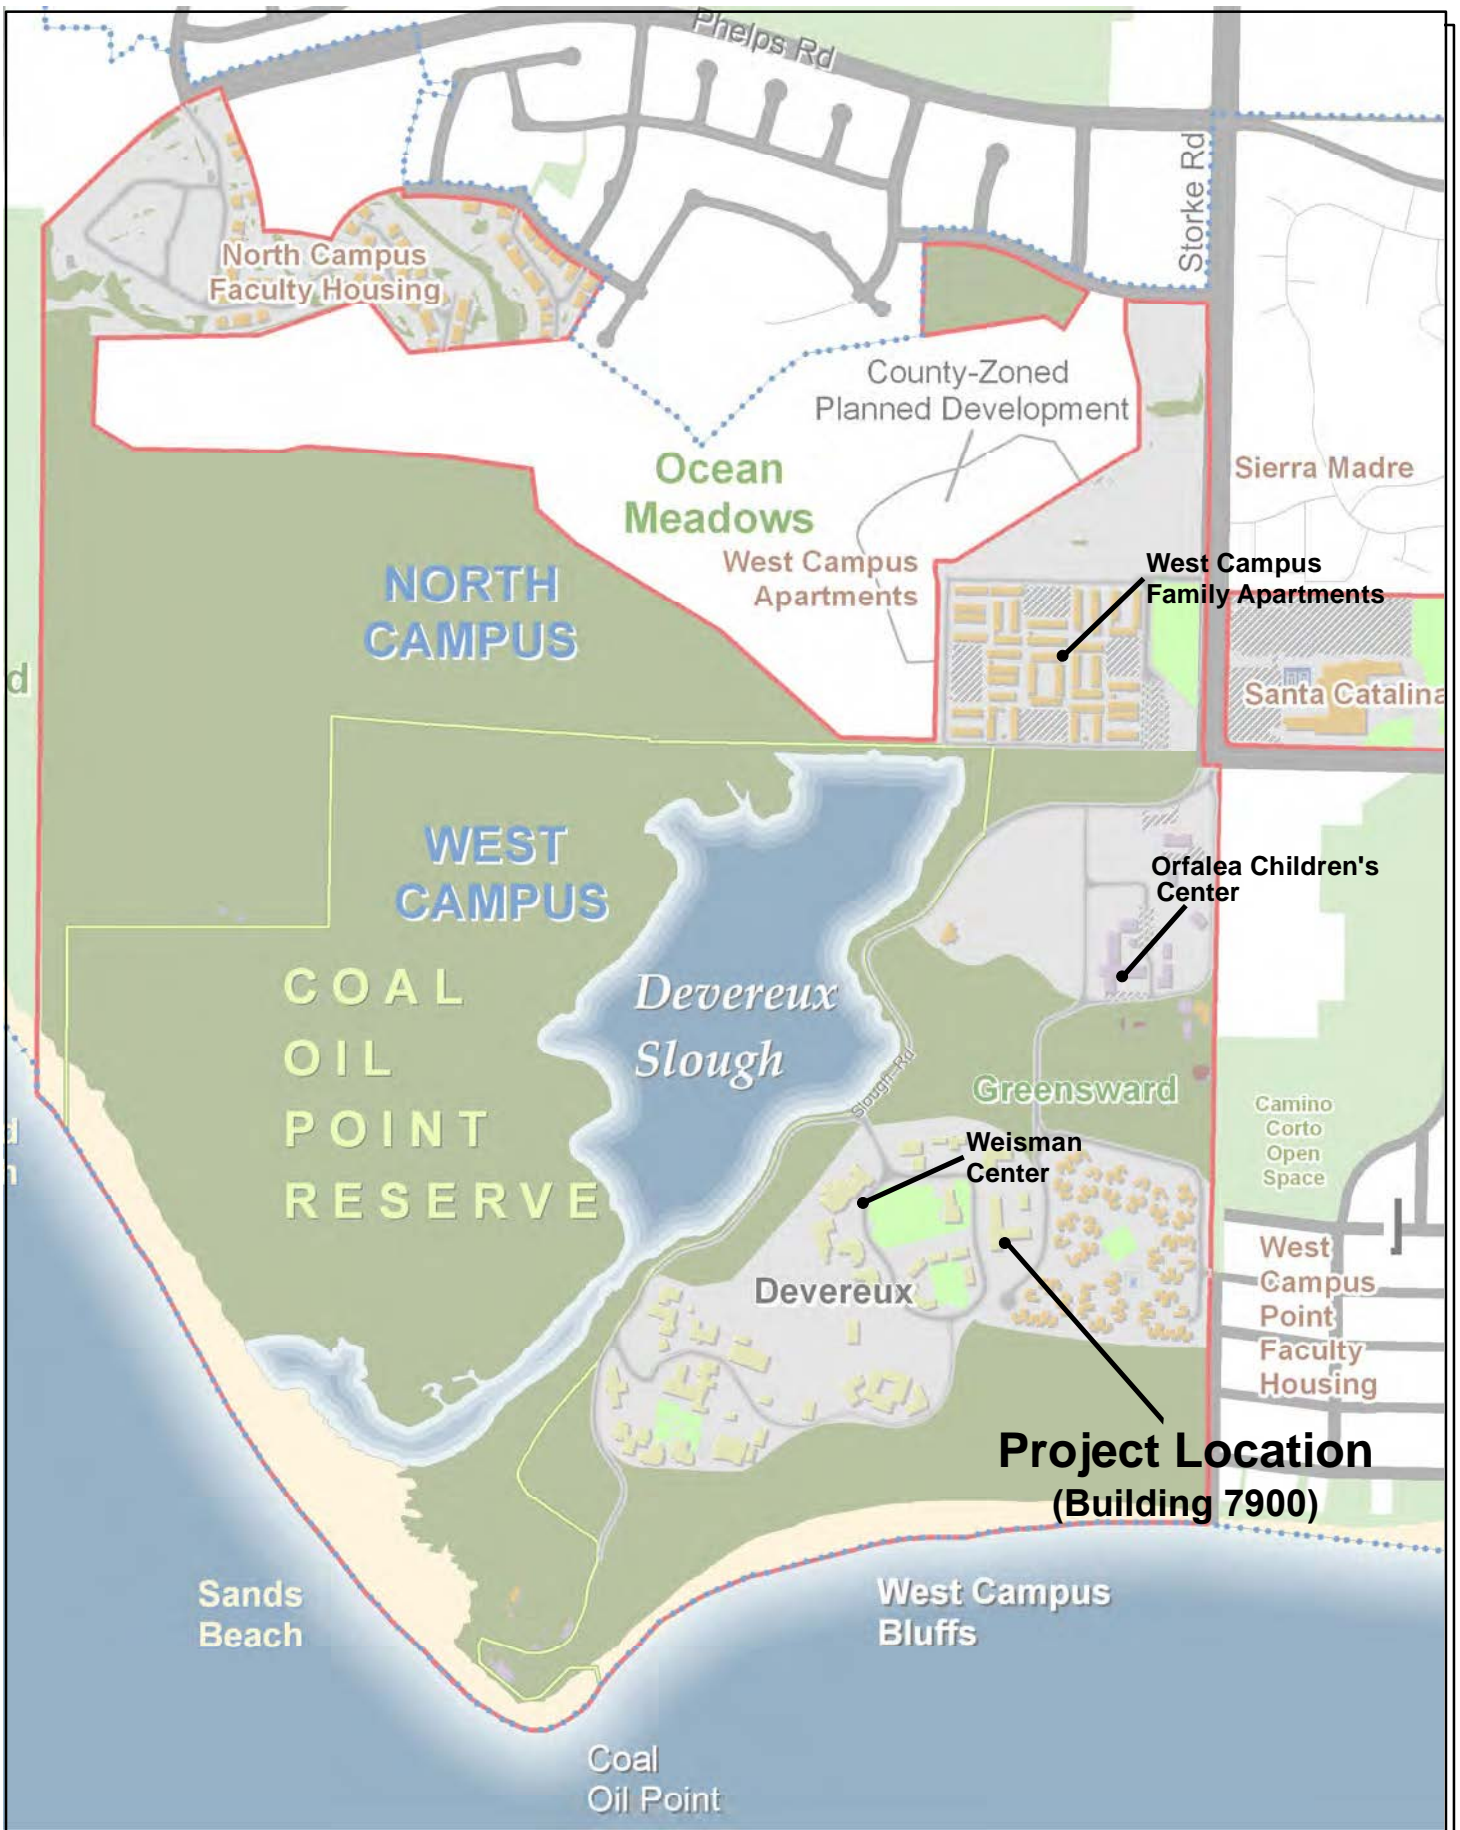 Phelps Rd
Storke Rd
North Campus
Faculty Housing
County-Zoned
Planned Development
Ocean
Meadows
Sierra Madre
West Campus
Apartments
West Campus
Family Apartments
NORTH
CAMPUS
Santa Catalina
d
WEST
CAMPUS
Orfalea Children's
Center
COAL
OIL
POINT
RESERVE
Devereux
Slough
Slough Rd
Greensward
Camino
Corto
Open
Space
Weisman
Center
West
Campus
Point
Faculty
Housing
Devereux
Project Location
(Building 7900)
Sands
Beach
West Campus
Bluffs
Coal
Oil Point